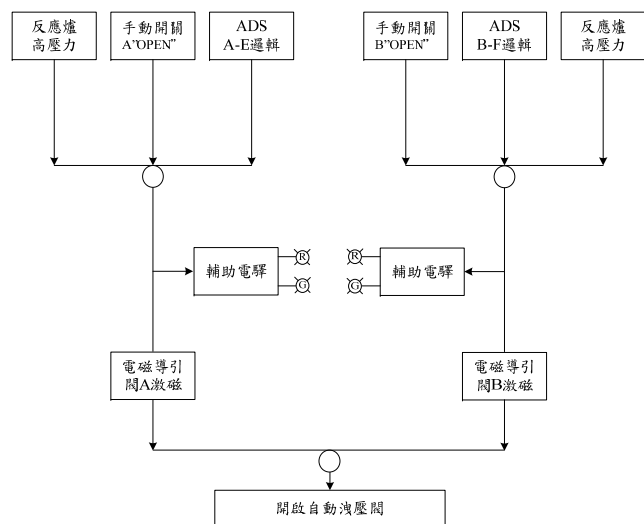 反應爐
高壓力
手動開關
A"OPEN"
ADS
A-E邏輯
手動開關
B"OPEN"
ADS
B-F邏輯
反應爐
高壓力
輔助電驛
R
G
R
G
輔助電驛
電磁導引
閥A激磁
電磁導引
閥B激磁
開啟自動洩壓閥